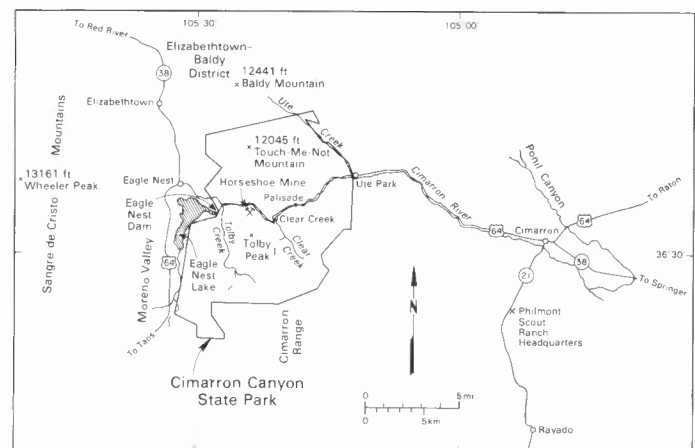 105°30'
105°00'
To Red River
38
Elizabethtown-
Baldy
District
12441 ft
Baldy Mountain
Elizabethtown
Ute
Creek
12045 ft
Touch-Me-Not
Mountain
Mountains
13161 ft
Wheeler Peak
Sangre de Cristo
Eagle Nest
Horseshoe Mine
Palisade
Ute Park
Cimarron
River
Ponil Canyon
To Raton
64
64
Cimarron
Eagle
Nest
Dam
Clear Creek
Tolby
Creek
Tolby
Peak
Clear
Creek
Moreno Valley
64
Eagle
Nest
Lake
To Taos
36°30'
38
To Springer
21
N
Philmont
Scout
Ranch
Headquarters
Cimarron
Range
Cimarron Canyon
State Park
0
5 mi
0
5km
Rayado